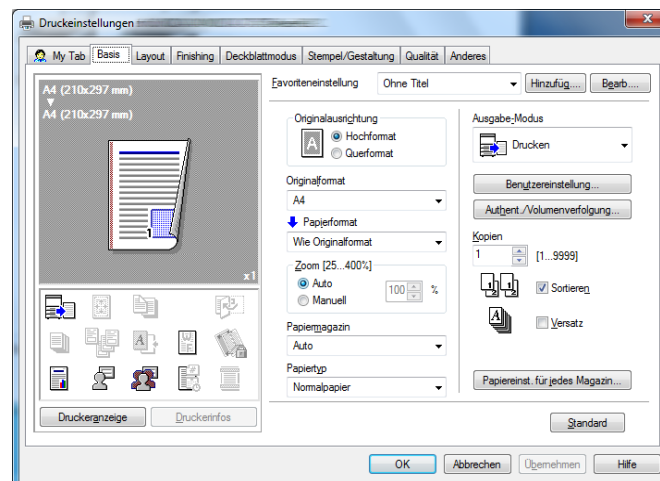 Druckeinstellungen
My Tab Basis Layout Finishing Deckblattmodus Stempel/Gestaltung Qualität Anderes
A4 (210x297 mm)
A4 (210x297 mm)
1
x1
Druckeranzeige Druckerinfos
Favoriteneinstellung Ohne Titel Hinzufüg.... Bearb....
Originalausrichtung
A
Hochformat
Querformat
Originalformat
A4
Papierformat
Wie Originalformat
Zoom [25...400%]
Auto
Manuell
100 %
Papiermagazin
Auto
Papiertyp
Normalpapier
Ausgabe-Modus
Drucken
Benutzereinstellung...
Authent./Volumenverfolgung...
Kopien
1 [1...9999]
Sortieren
Versatz
Papiereinst. für jedes Magazin...
Standard
OK Abbrechen Übernehmen Hilfe